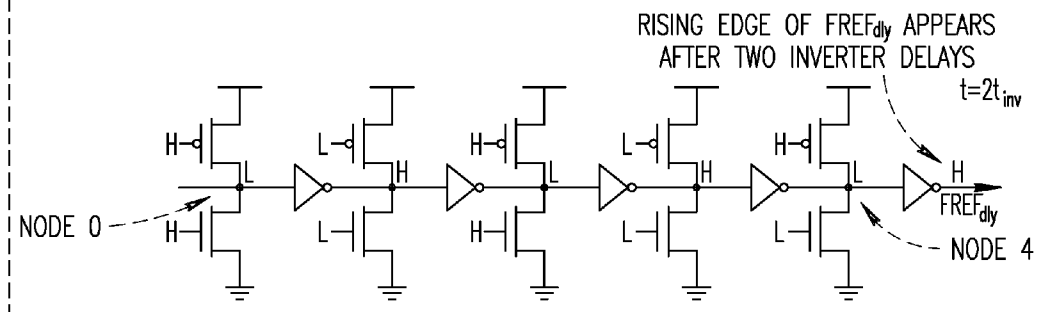 RISING EDGE OF FREFdly APPEARS
AFTER TWO INVERTER DELAYS
t=2tinv
H L H H L H
L H L H H
FREFdly
NODE 0
H L H L L
NODE 4